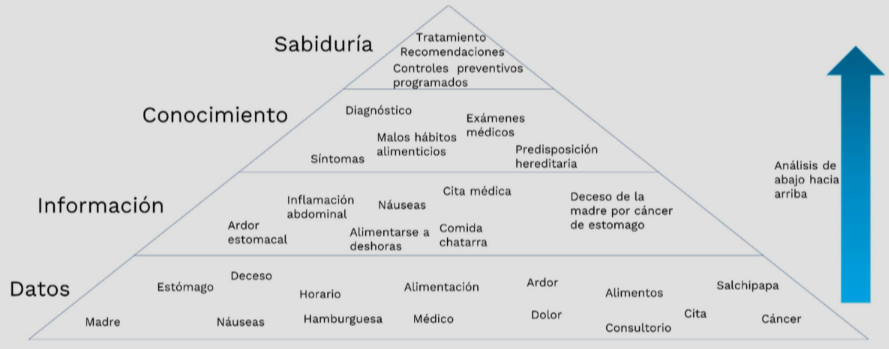 Sabiduría
Tratamiento
Recomendaciones
Controles preventivos
programados
Conocimiento
Diagnóstico
Exámenes
médicos
Malos hábitos
alimenticios
Síntomas
Predisposición
hereditaria
Análisis de
abajo hacia
arriba
Información
Inflamación
abdominal
Náuseas
Cita médica
Deceso de la
madre por cáncer
de estomago
Ardor
estomacal
Alimentarse a
deshoras
Comida
chatarra
Datos
Estómago
Deceso
Horario
Alimentación
Ardor
Alimentos
Salchipapa
Madre
Náuseas
Hamburguesa
Médico
Dolor
Consultorio
Cita
Cáncer